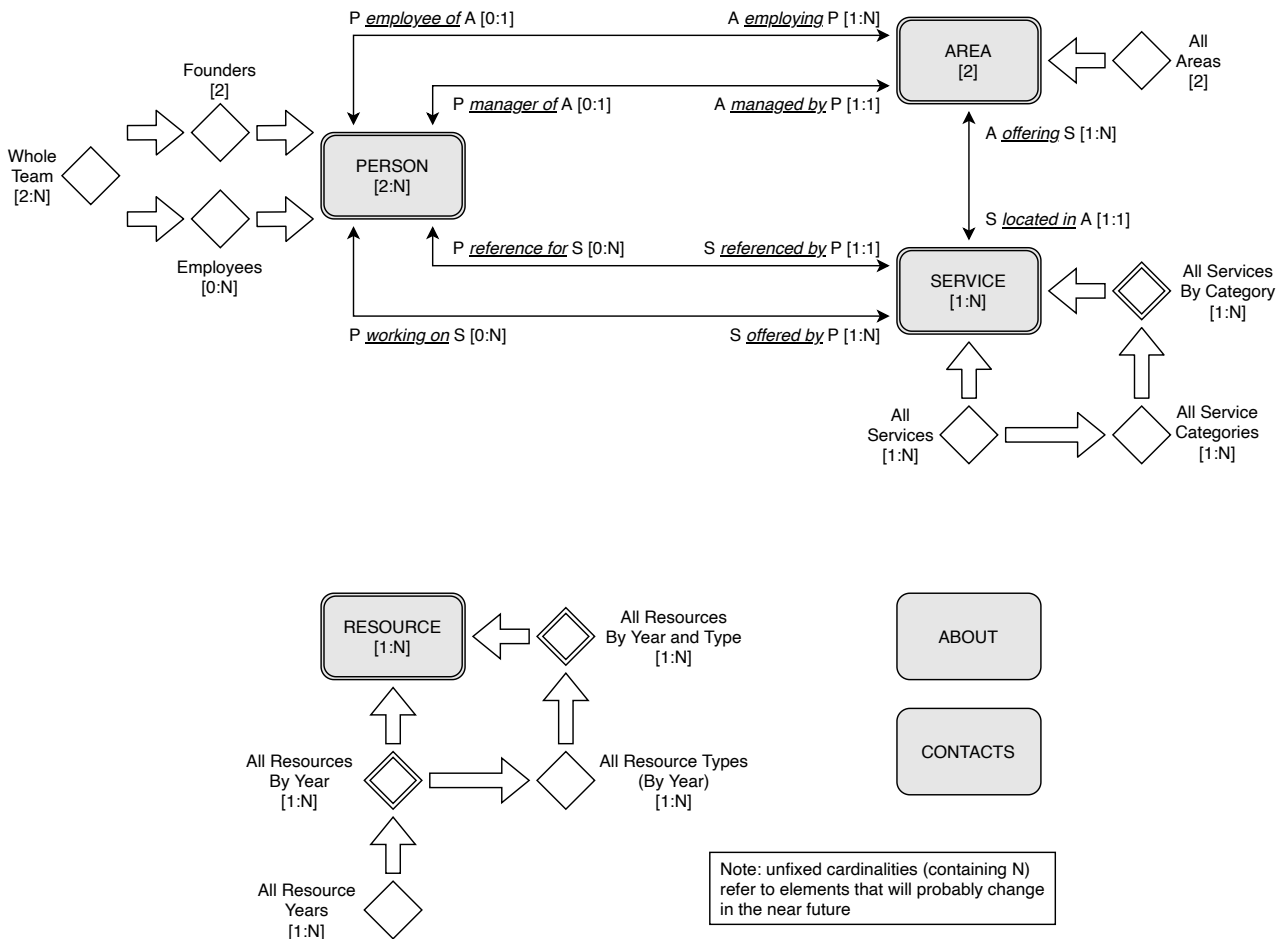 P employee of A [0:1]
A employing P [1:N]
AREA
[2]
All
Areas
[2]
Founders
[2]
P manager of A [0:1]
A managed by P [1:1]
A offering S [1:N]
Whole
Team
[2:N]
PERSON
[2:N]
S located in A [1:1]
Employees
[0:N]
P reference for S [0:N]
S referenced by P [1:1]
SERVICE
[1:N]
All Services
By Category
[1:N]
P working on S [0:N]
S offered by P [1:N]
All
Services
[1:N]
All Service
Categories
[1:N]
RESOURCE
[1:N]
All Resources
By Year and Type
[1:N]
ABOUT
All Resources
By Year
[1:N]
All Resource Types
(By Year)
[1:N]
CONTACTS
All Resource
Years
[1:N]
Note: unfixed cardinalities (containing N)
refer to elements that will probably change
in the near future